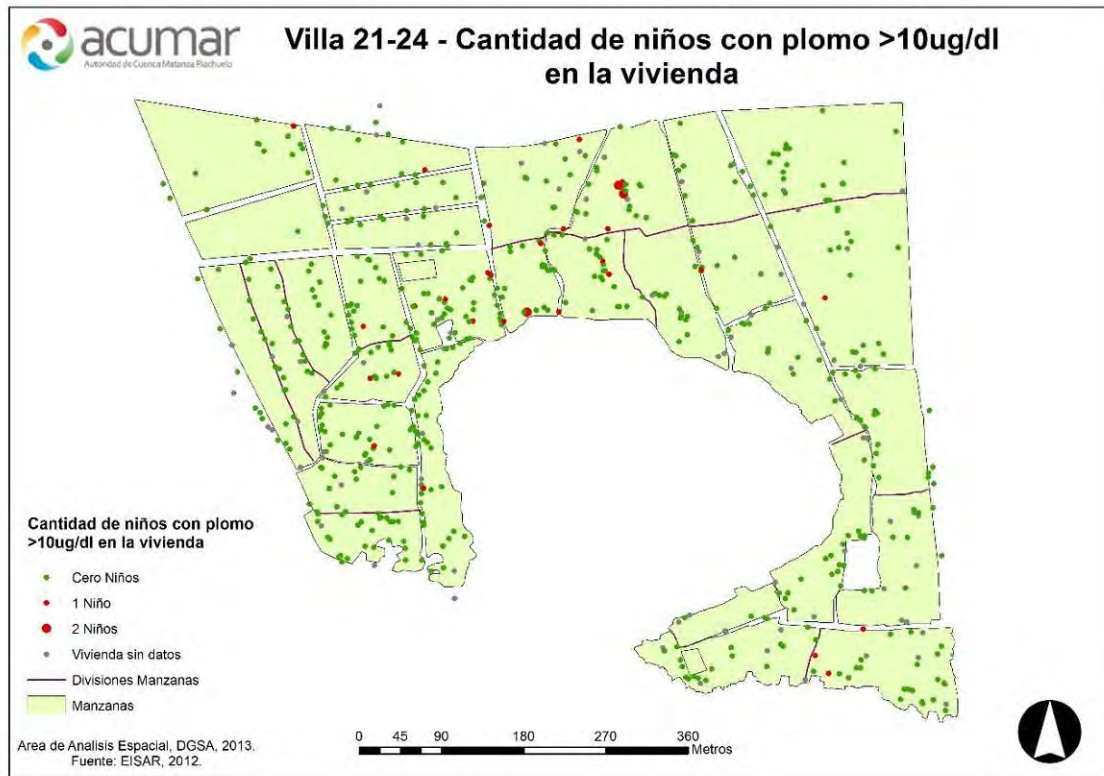 acumar
Autoridad de Cuenca Matanza Riachuelo
Villa 21-24 - Cantidad de niños con plomo >10ug/dl
en la vivienda
Cantidad de niños con plomo
>10ug/dl en la vivienda
Cero Niños
1 Niño
2 Niños
Vivienda sin datos
Divisiones Manzanas
Manzanas
Area de Analisis Espacial, DGSA, 2013.
Fuente: EISAR, 2012.
0 45 90 180 270 360
Metros